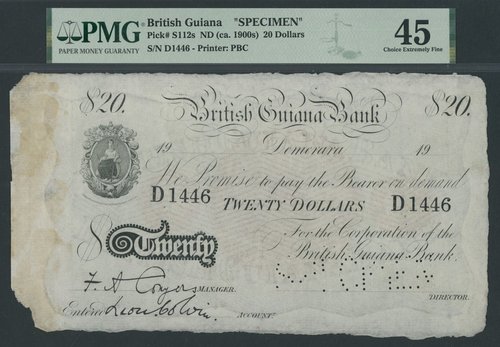 PMG
PAPER MONEY GUARANTY
British Guiana "SPECIMEN"
Pick# S112s ND (ca. 1900s) 20 Dollars
S/N D1446 - Printer: PBC
45
Choice Extremely Fine
$20. British Guiana Bank $20.
19 Demerara 19
We Promise to pay the Bearer on demand
D1446 TWENTY DOLLARS D1446
For the Corporation of the
$ Twenty British Guiana Bank.
MANAGER.
DIRECTOR.
Entered ACCOUNT.